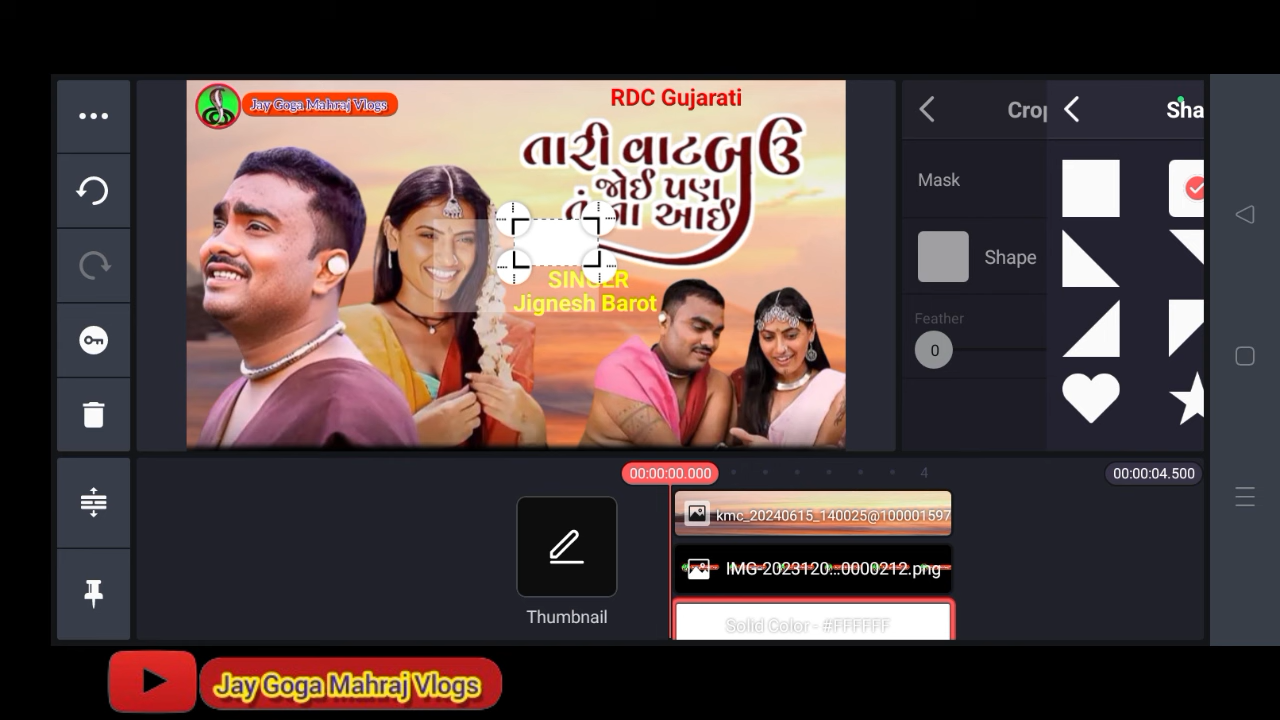 Jay Goga Mahraj Vlogs
RDC Gujarati
તારી વાટબઉ
જોઈ પણ
તું ના આઈ
SINGER
Jignesh Barot
Mask
Shape
Feather
0
00:00:00.000
4
00:00:04.500
kmc_20240615_140025@100001597
IMG-2023120...0000212.png
Solid Color - #FFFFFF
Thumbnail
Jay Goga Mahraj Vlogs